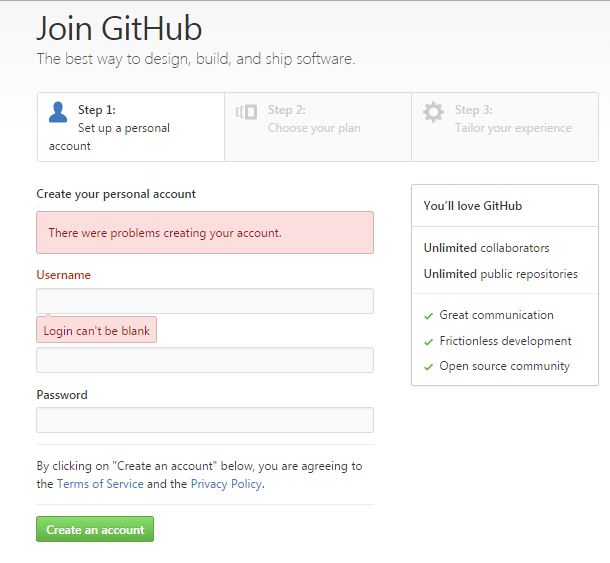 Join GitHub
The best way to design, build, and ship software.
Step 1:
Set up a personal
account
Step 2:
Choose your plan
Step 3:
Tailor your experience
Create your personal account
There were problems creating your account.
Username
Login can't be blank
Password
By clicking on "Create an account" below, you are agreeing to
the Terms of Service and the Privacy Policy.
Create an account
You'll love GitHub
Unlimited collaborators
Unlimited public repositories
Great communication
Frictionless development
Open source community